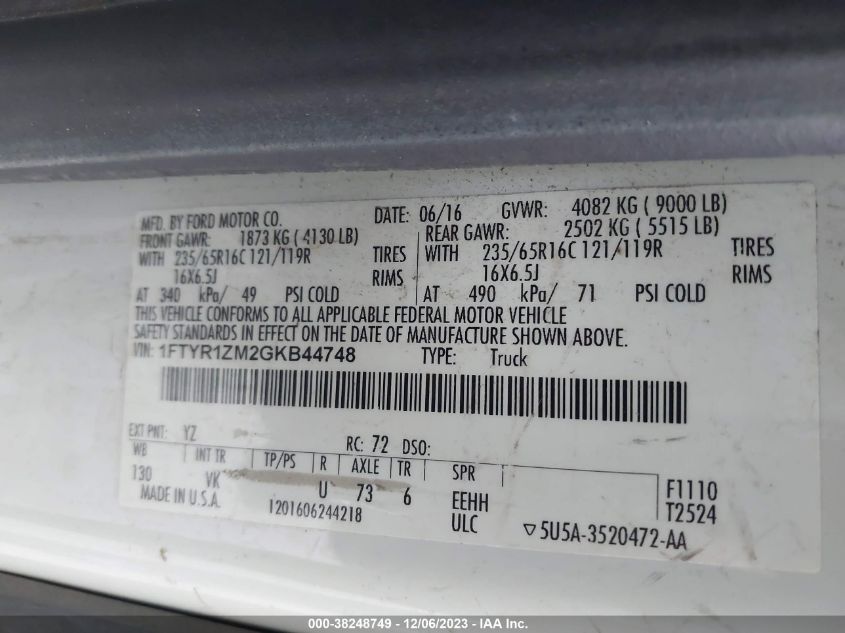 MFD. BY FORD MOTOR CO. DATE: 06/16 GVWR: 4082 KG ( 9000 LB)
FRONT GAWR: 1873 KG ( 4130 LB) REAR GAWR: 2502 KG ( 5515 LB)
WITH 235/65R16C 121/119R TIRES WITH 235/65R16C 121/119R TIRES
16X6.5J RIMS 16X6.5J RIMS
AT 340 kPa/ 49 PSI COLD AT 490 kPa/ 71 PSI COLD
THIS VEHICLE CONFORMS TO ALL APPLICABLE FEDERAL MOTOR VEHICLE
SAFETY STANDARDS IN EFFECT ON THE DATE OF MANUFACTURE SHOWN ABOVE.
VIN: 1FTYR1ZM2GKB44748 TYPE: Truck
EXT PNT: YZ RC: 72 DSO:
WB INT TR TP/PS R AXLE TR SPR
130 VK U 73 6 EEHH F1110
MADE IN U.S.A. 1201606244218 ULC T2524
▽5U5A-3520472-AA
000-38248749 - 12/06/2023 - IAA Inc.